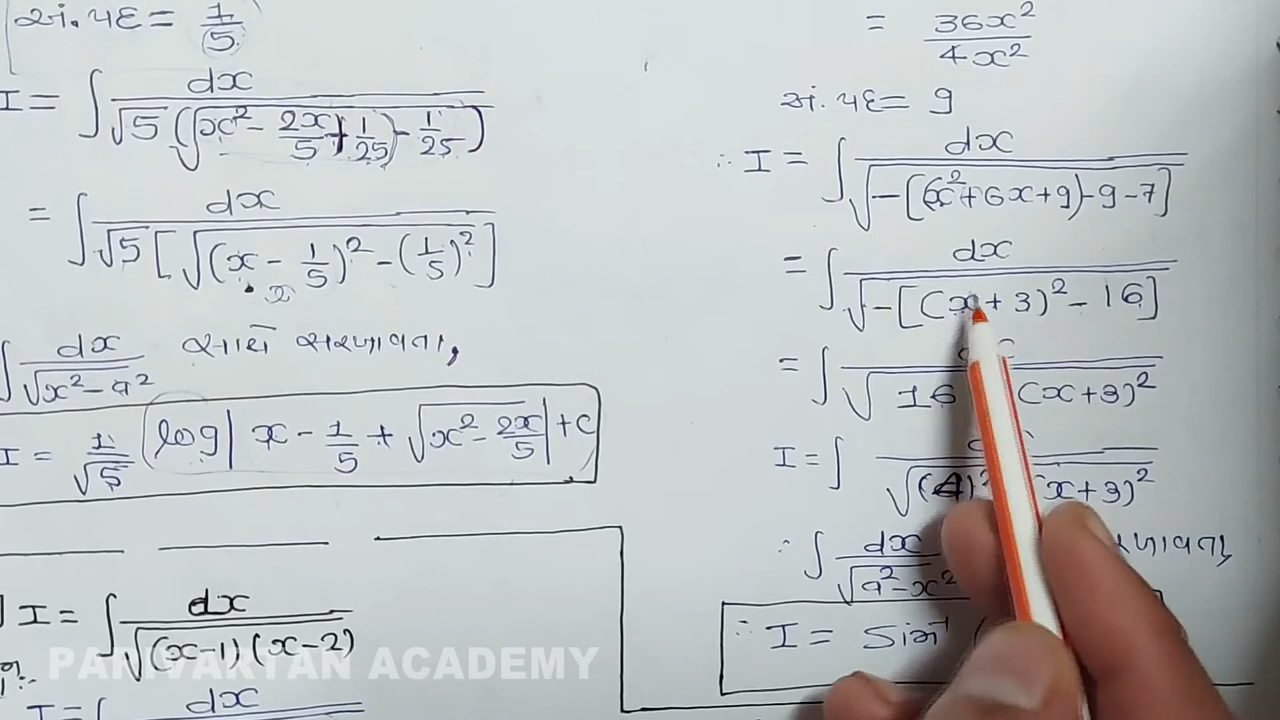 સં.પદ = 1/5
I = ∫ dx / √5 (√x² - 2x/5 + 1/25) - 1/25)
= ∫ dx / √5 [√(x - 1/5)² - (1/5)²]
∫ dx / √x² - a² સાથે સરખાવતા,
I = 1/√5 log| x - 1/5 + √x² - 2x/5 | + C
I = ∫ dx / √(x-1)(x-2)
I = ∫ dx
= 36x² / 4x²
સં.પદ = 9
∴ I = ∫ dx / √-[(x² + 6x + 9) - 9 - 7]
= ∫ dx / √-[(x + 3)² - 16]
= ∫ / √16 (x+3)²
I = ∫ / √(4)² (x+3)²
∴ ∫ dx / √a² - x²
∴ I = Sin⁻¹ (
PARIVARTAN ACADEMY